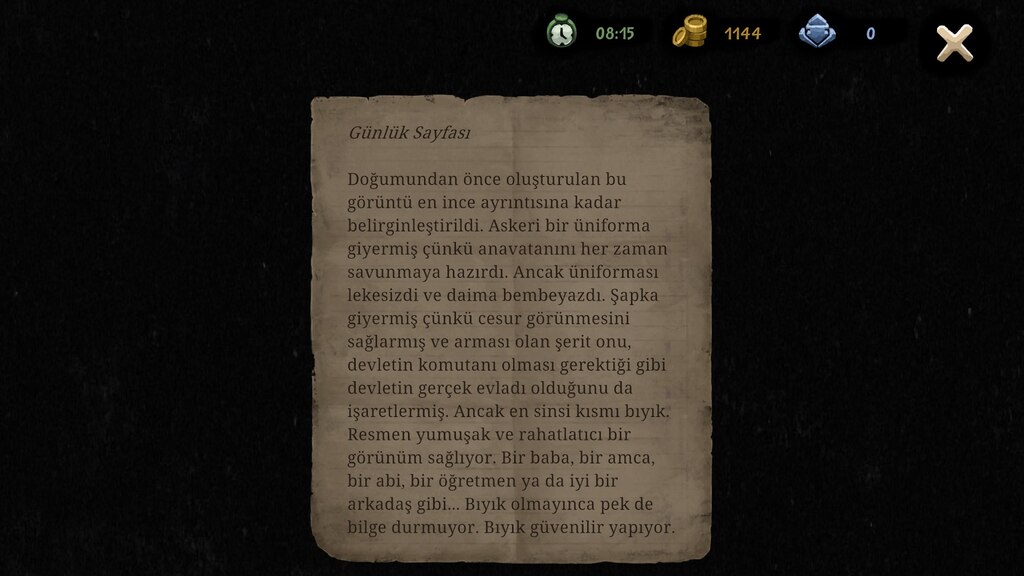 08:15 1144 0
Günlük Sayfası
Doğumundan önce oluşturulan bu
görüntü en ince ayrıntısına kadar
belirginleştirildi. Askeri bir üniforma
giyermiş çünkü anavatanını her zaman
savunmaya hazırdı. Ancak üniforması
lekesizdi ve daima bembeyazdı. Şapka
giyermiş çünkü cesur görünmesini
sağlarmış ve arması olan şerit onu,
devletin komutanı olması gerektiği gibi
devletin gerçek evladı olduğunu da
işaretlermiş. Ancak en sinsi kısmı bıyık.
Resmen yumuşak ve rahatlatıcı bir
görünüm sağlıyor. Bir baba, bir amca,
bir abi, bir öğretmen ya da iyi bir
arkadaş gibi... Bıyık olmayınca pek de
bilge durmuyor. Bıyık güvenilir yapıyor.